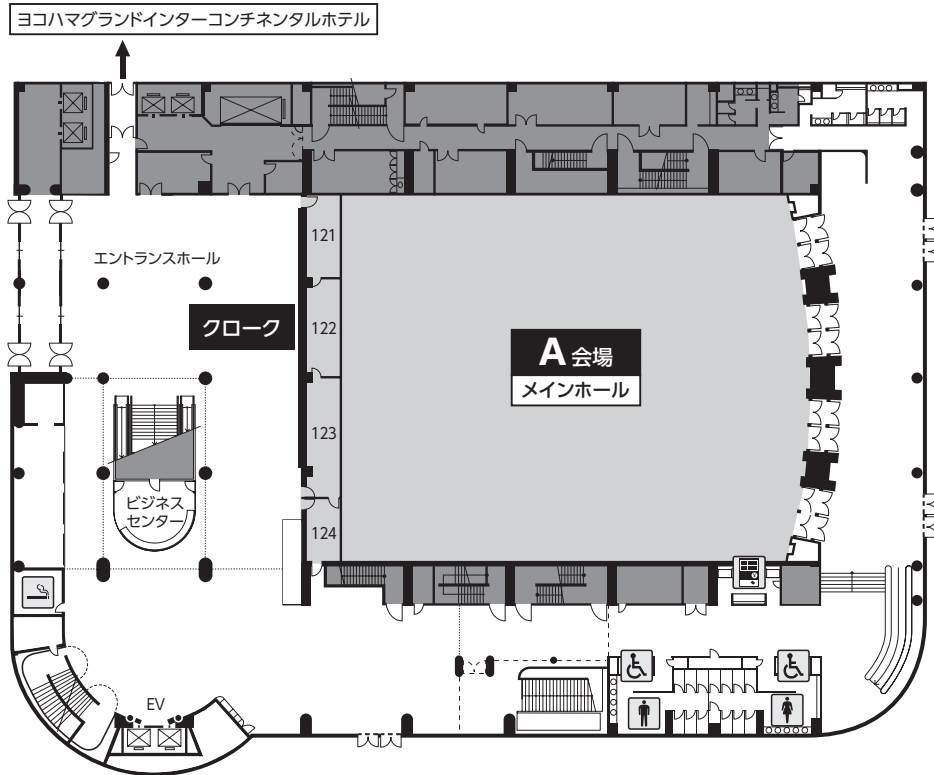 ヨコハマグランドインターコンチネンタルホテル
121
エントランスホール
クローク
122
A 会場
メインホール
123
ビジネス
センター
124
EV